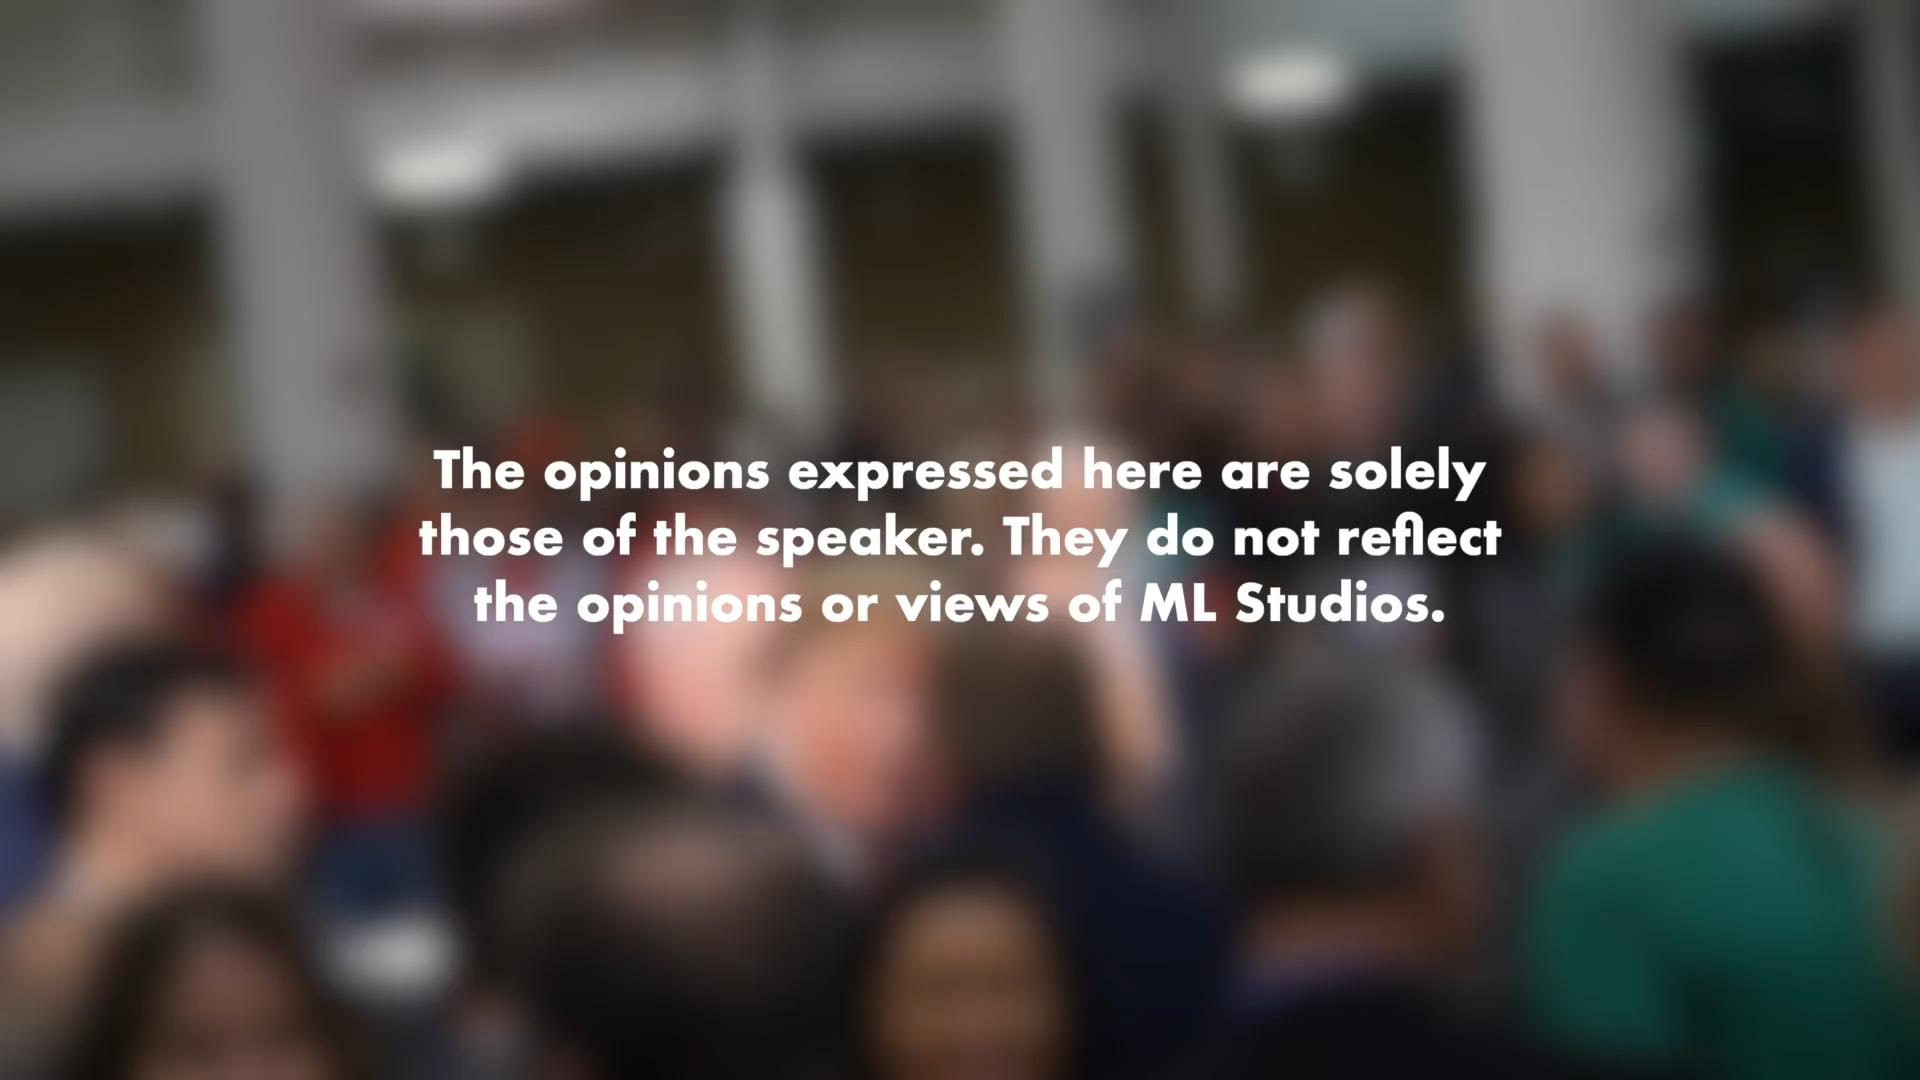 The opinions expressed here are solely
those of the speaker. They do not reflect
the opinions or views of ML Studios.